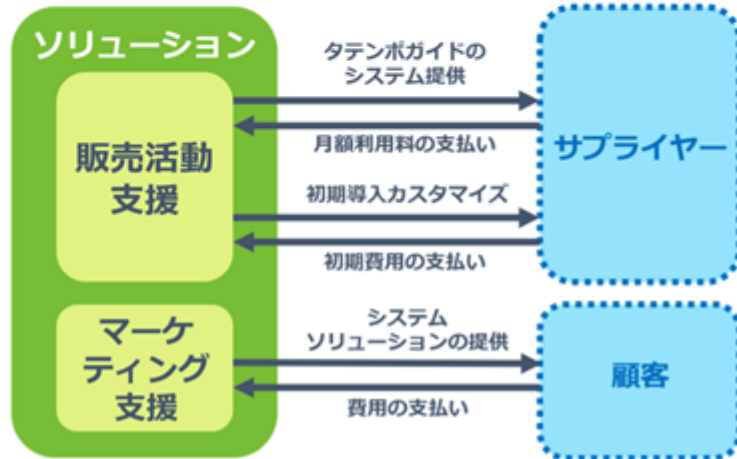 ソリューション
販売活動
支援
タテンポガイドの
システム提供
月額利用料の支払い
初期導入カスタマイズ
初期費用の支払い
サプライヤー
マーケ
ティング
支援
システム
ソリューションの提供
費用の支払い
顧客